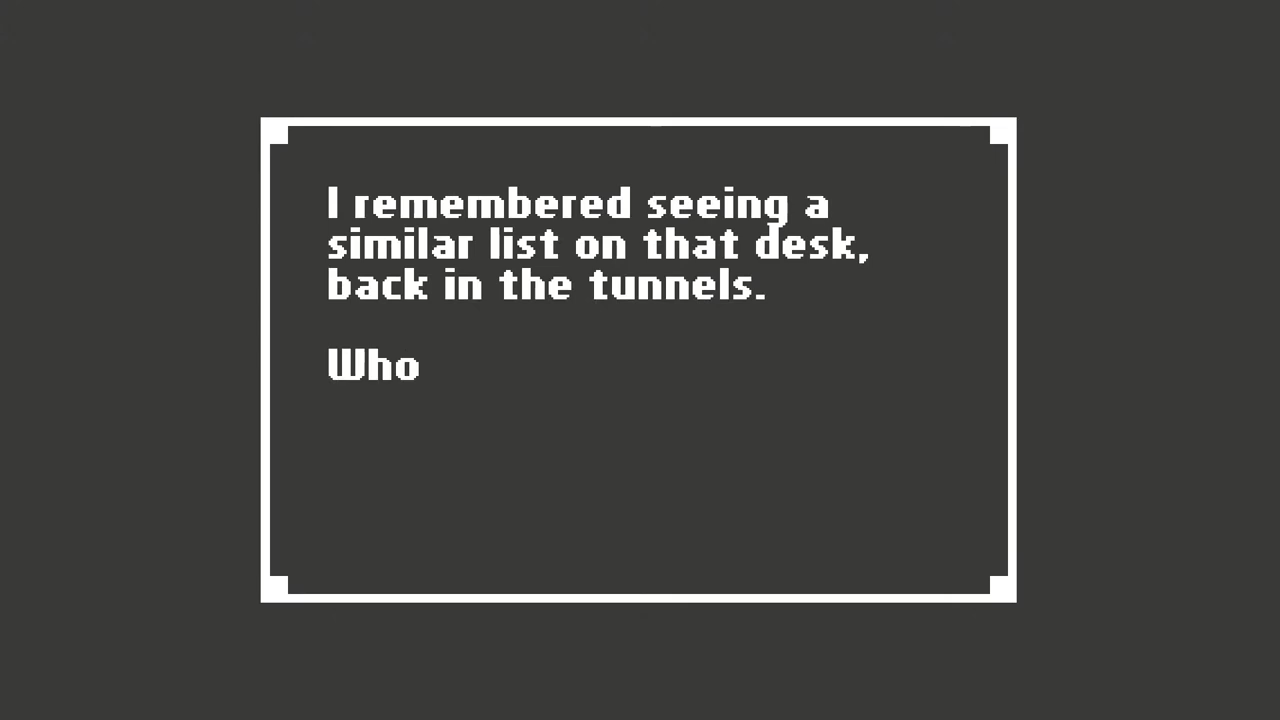 I remembered seeing a
similar list on that desk,
back in the tunnels.
Who